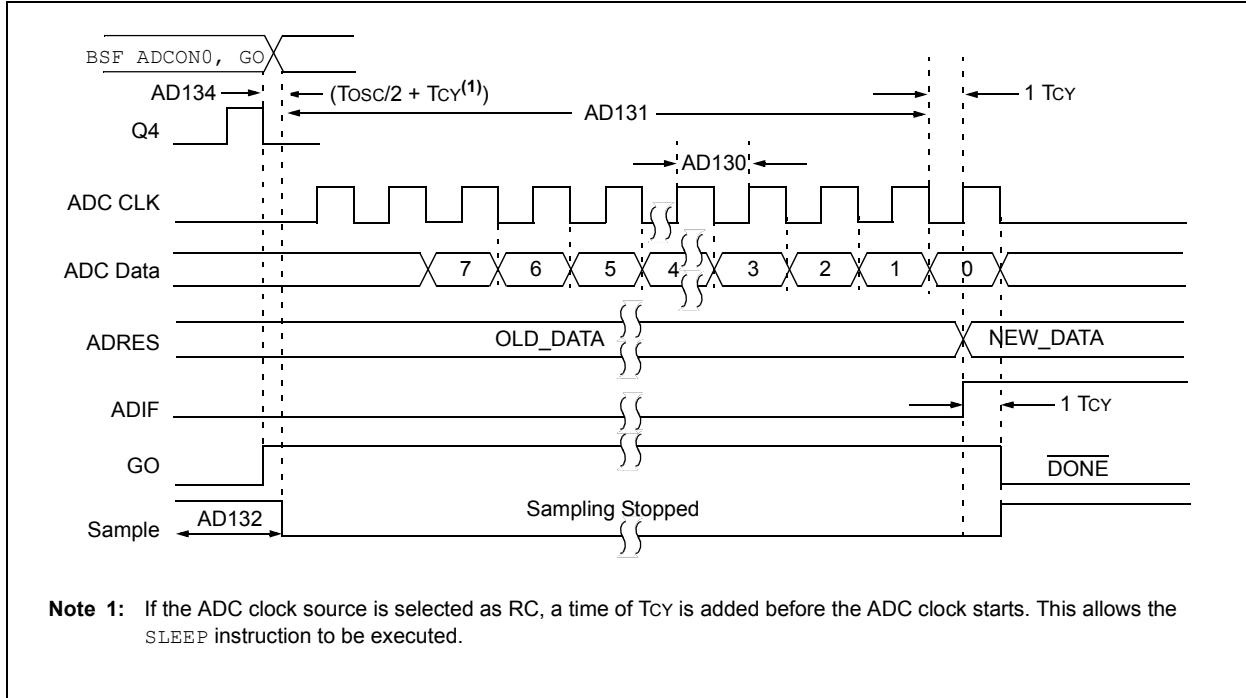 BSF ADCON0, GO
AD134
(TOSC/2 + TCY(1))
1 TCY
AD131
Q4
AD130
ADC CLK
ADC Data
7
6
5
4
3
2
1
0
ADRES
OLD_DATA
NEW_DATA
ADIF
1 TCY
GO
DONE
Sample
AD132
Sampling Stopped
Note 1: If the ADC clock source is selected as RC, a time of TCY is added before the ADC clock starts. This allows the
SLEEP instruction to be executed.